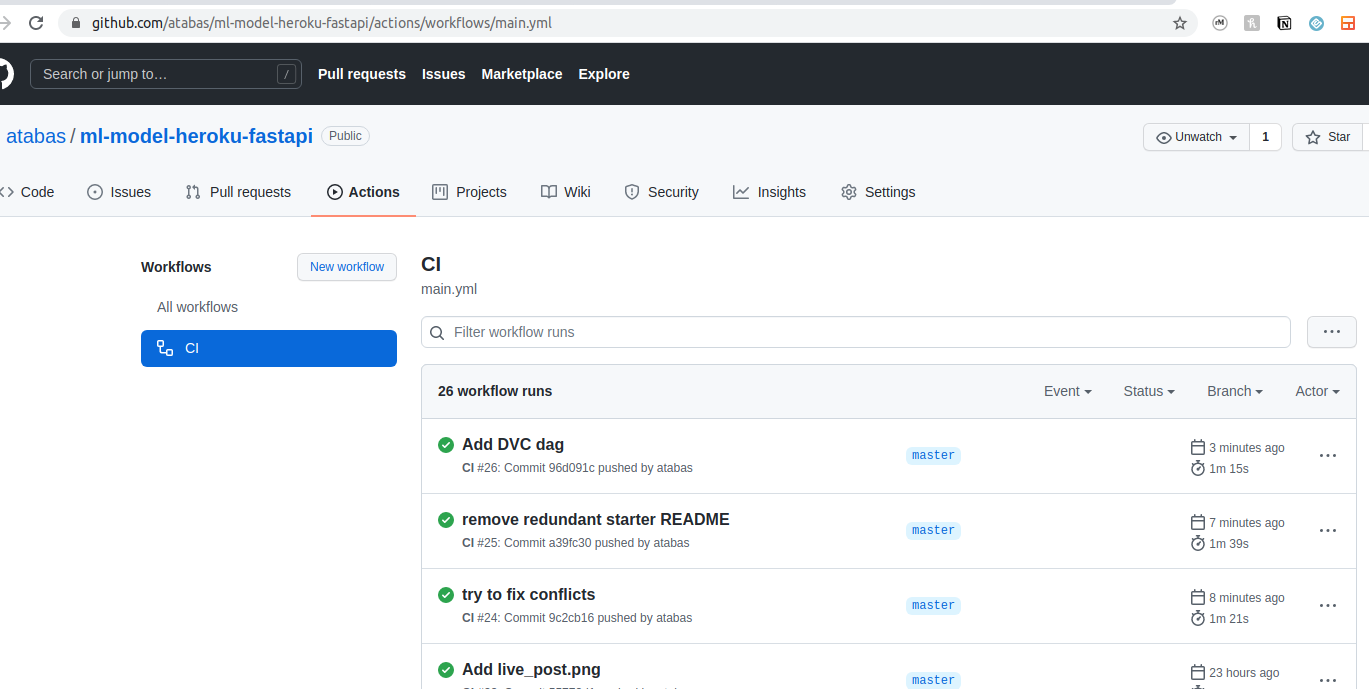 github.com/atabas/ml-model-heroku-fastapi/actions/workflows/main.yml
Search or jump to… /
Pull requests Issues Marketplace Explore
atabas / ml-model-heroku-fastapi Public
Unwatch 1 Star
Code Issues Pull requests Actions Projects Wiki Security Insights Settings
Workflows New workflow
All workflows
CI
CI
main.yml
Filter workflow runs
26 workflow runs Event Status Branch Actor
Add DVC dag
CI #26: Commit 96d091c pushed by atabas
master
3 minutes ago
1m 15s
remove redundant starter README
CI #25: Commit a39fc30 pushed by atabas
master
7 minutes ago
1m 39s
try to fix conflicts
CI #24: Commit 9c2cb16 pushed by atabas
master
8 minutes ago
1m 21s
Add live_post.png
master
23 hours ago